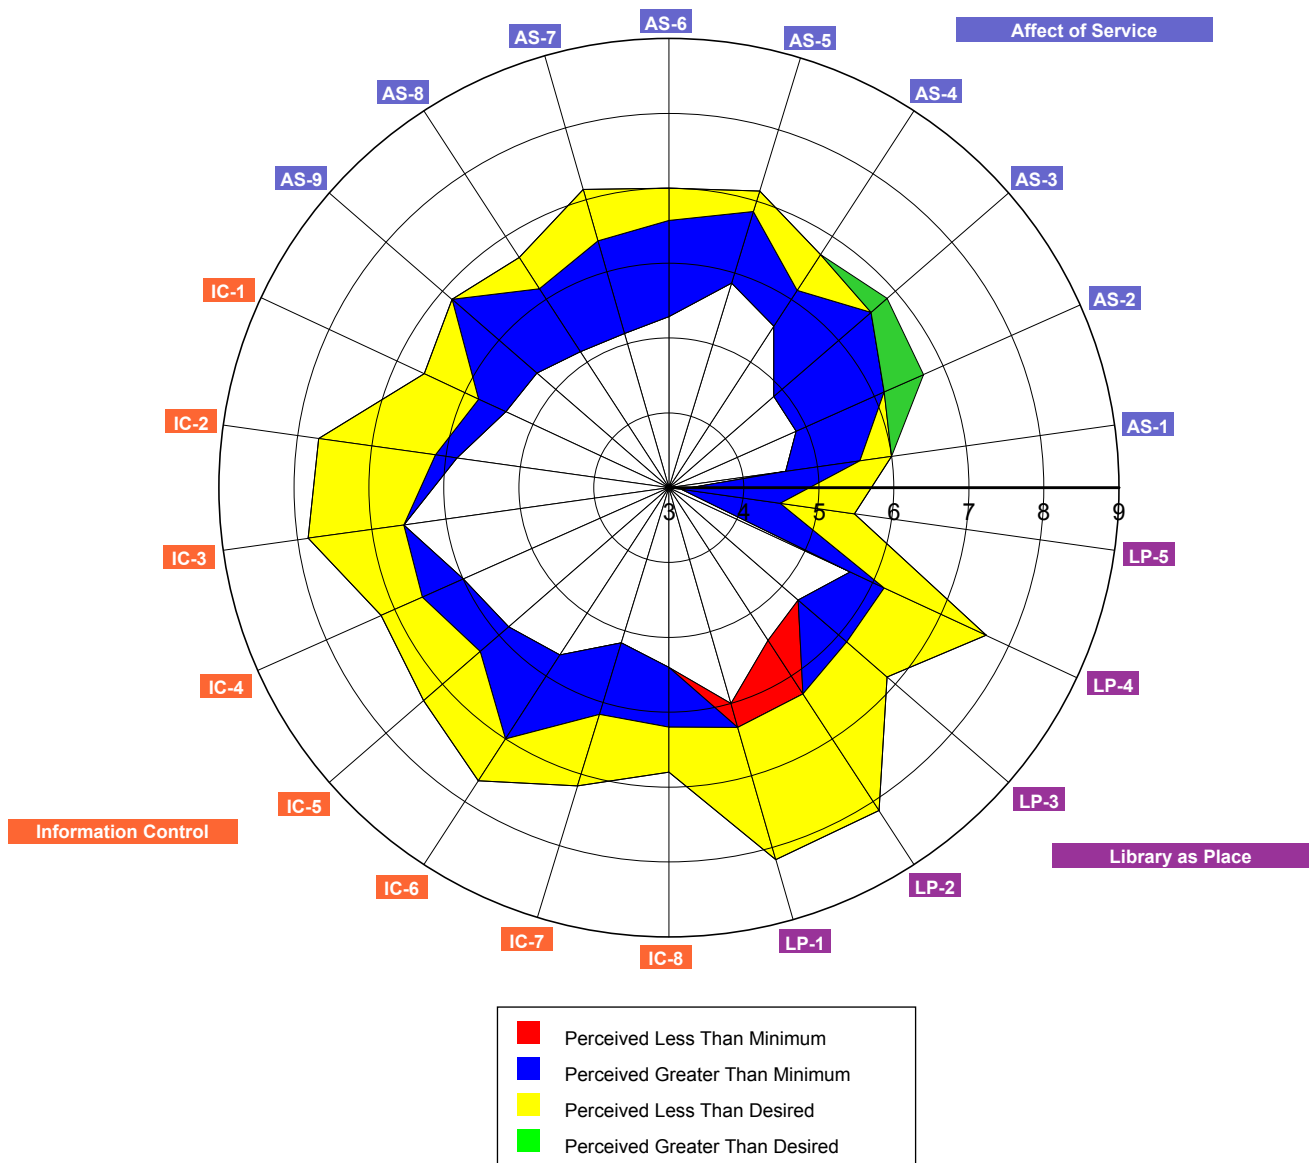 AS-6
AS-7
AS-5
Affect of Service
AS-8
AS-4
AS-9
AS-3
IC-1
AS-2
IC-2
AS-1
3 4 5 6 7 8 9
IC-3
LP-5
IC-4
LP-4
IC-5
LP-3
Information Control
Library as Place
IC-6
LP-2
IC-7
LP-1
IC-8
Perceived Less Than Minimum
Perceived Greater Than Minimum
Perceived Less Than Desired
Perceived Greater Than Desired